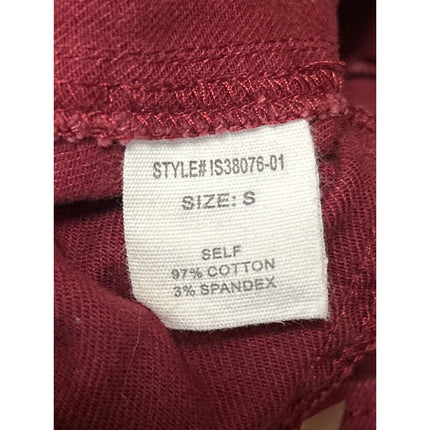 STYLE# IS38076-01
SIZE: S
SELF
97% COTTON
3% SPANDEX